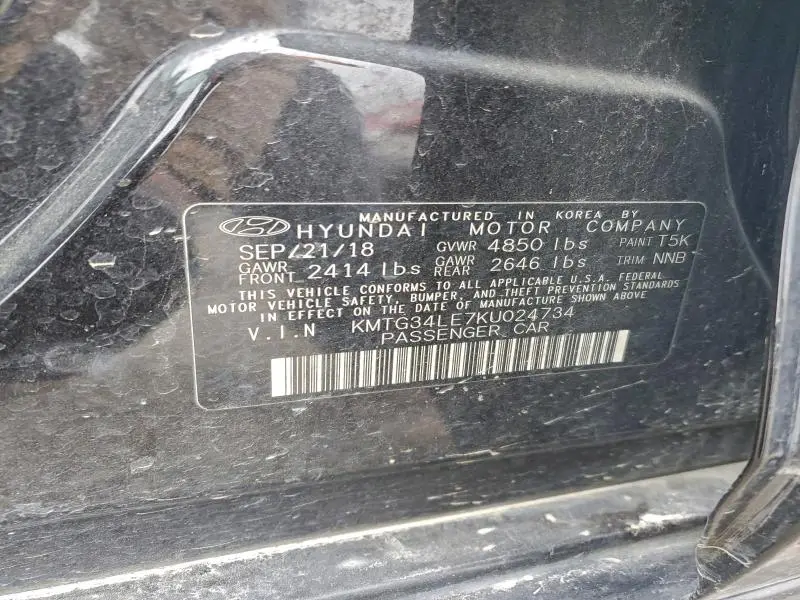 MANUFACTURED IN KOREA BY
HYUNDAI MOTOR COMPANY
SEP/21/18 GVWR 4850 lbs PAINT T5K
GAWR FRONT 2414 lbs GAWR REAR 2646 lbs TRIM NNB
THIS VEHICLE CONFORMS TO ALL APPLICABLE U.S.A. FEDERAL
MOTOR VEHICLE SAFETY, BUMPER, AND THEFT PREVENTION STANDARDS
IN EFFECT ON THE DATE OF MANUFACTURE SHOWN ABOVE
V.I.N KMTG34LE7KU024734
PASSENGER CAR